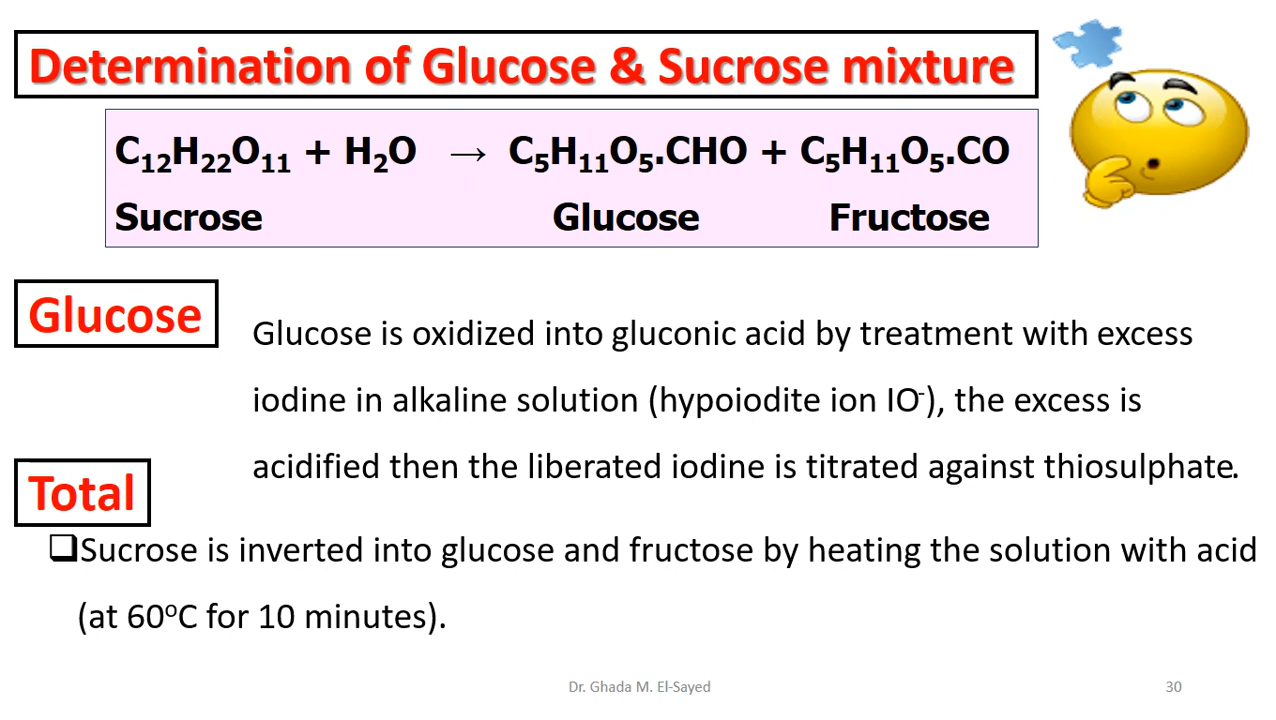 Determination of Glucose & Sucrose mixture
C₁₂H₂₂O₁₁ + H₂O → C₅H₁₁O₅.CHO + C₅H₁₁O₅.CO
Sucrose Glucose Fructose
Glucose
Glucose is oxidized into gluconic acid by treatment with excess
iodine in alkaline solution (hypoiodite ion IO⁻), the excess is
acidified then the liberated iodine is titrated against thiosulphate.
Total
❑Sucrose is inverted into glucose and fructose by heating the solution with acid
(at 60ᵒC for 10 minutes).
Dr. Ghada M. El-Sayed
30